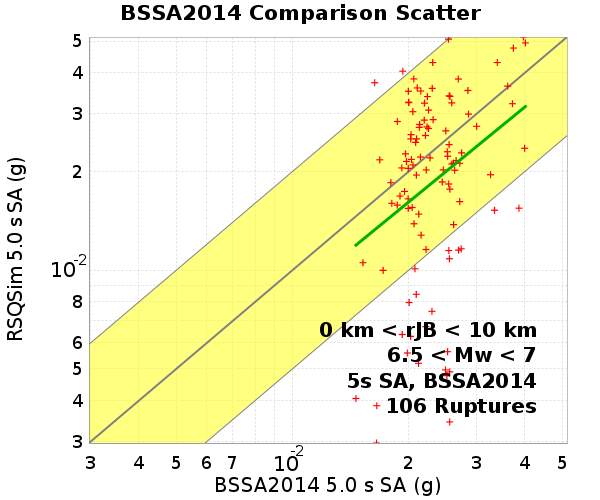 BSSA2014 Comparison Scatter
RSQSim 5.0 s SA (g)
5
4
3
2
10-2
8
6
5
4
3
0 km < rJB < 10 km
6.5 < Mw < 7
5s SA, BSSA2014
106 Ruptures
3 4 5 6 7 10-2 2 3 4 5
BSSA2014 5.0 s SA (g)